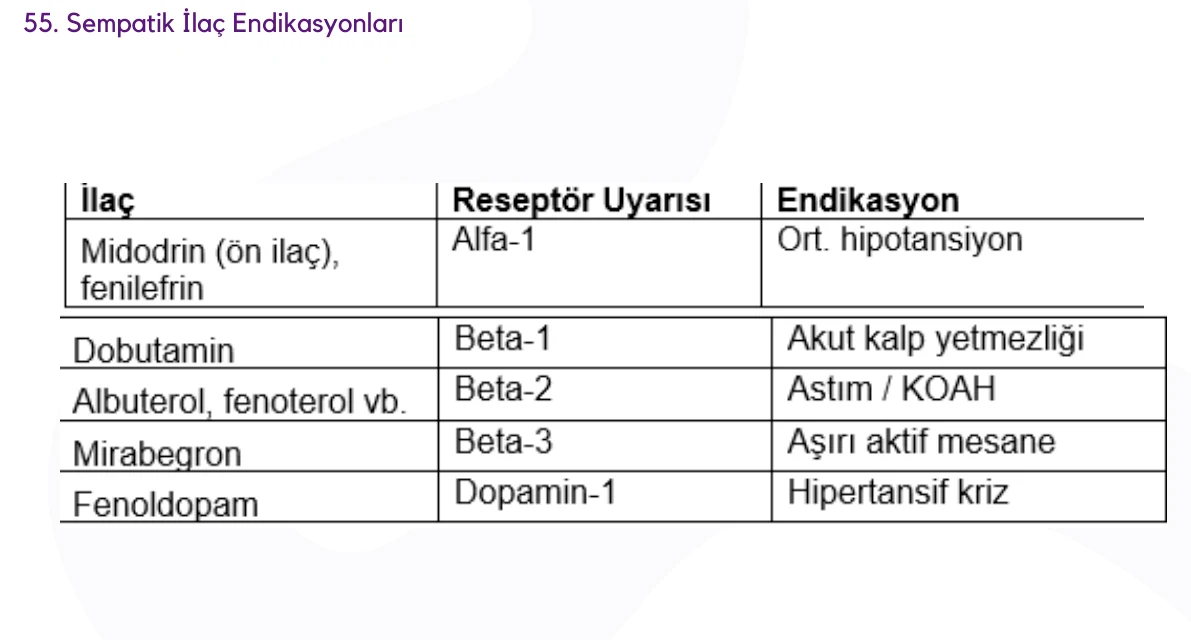 55. Sempatik İlaç Endikasyonları
İlaç Reseptör Uyarısı Endikasyon
Midodrin (ön ilaç), Alfa-1 Ort. hipotansiyon
fenilefrin
Dobutamin Beta-1 Akut kalp yetmezliği
Albuterol, fenoterol vb. Beta-2 Astım / KOAH
Mirabegron Beta-3 Aşırı aktif mesane
Fenoldopam Dopamin-1 Hipertansif kriz